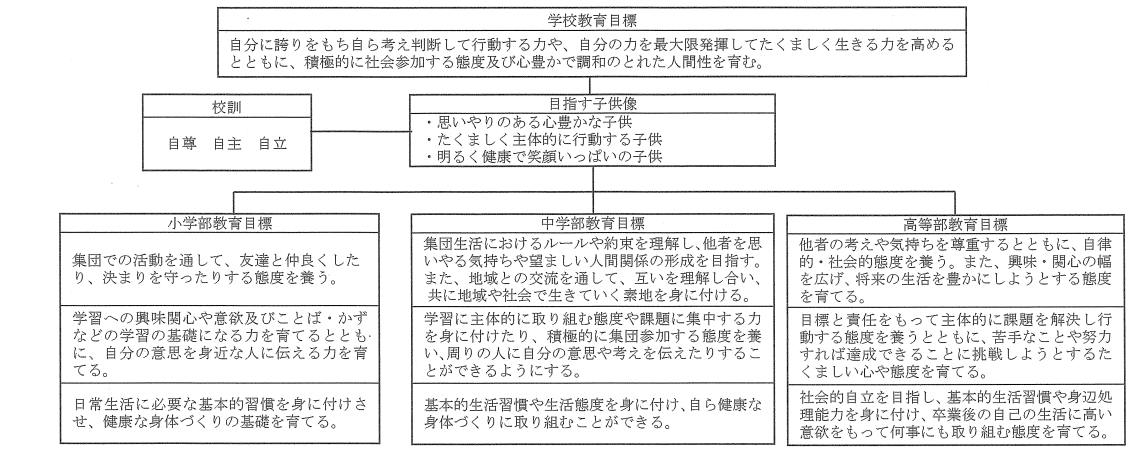 学校教育目標
自分に誇りをもち自ら考え判断して行動する力や、自分の力を最大限発揮してたくましく生きる力を高める
とともに、積極的に社会参加する態度及び心豊かで調和のとれた人間性を育む。
校訓
自尊 自主 自立
目指す子供像
・思いやりのある心豊かな子供
・たくましく主体的に行動する子供
・明るく健康で笑顔いっぱいの子供
小学部教育目標
集団での活動を通して、友達と仲良くした
り、決まりを守ったりする態度を養う。
学習への興味関心や意欲及びことば・かず
などの学習の基礎になる力を育てるととも
に、自分の意思を身近な人に伝える力を育
てる。
日常生活に必要な基本的習慣を身に付けさ
せ、健康な身体づくりの基礎を育てる。
中学部教育目標
集団生活におけるルールや約束を理解し、他者を思
いやる気持ちや望ましい人間関係の形成を目指す。
また、地域との交流を通して、互いを理解し合い、
共に地域や社会で生きていく素地を身に付ける。
学習に主体的に取り組む態度や課題に集中する力
を身に付けたり、積極的に集団参加する態度を養
い、周りの人に自分の意思や考えを伝えたりするこ
とができるようにする。
基本的生活習慣や生活態度を身に付け、自ら健康な
身体づくりに取り組むことができる。
高等部教育目標
他者の考えや気持ちを尊重するとともに、自律
的・社会的態度を養う。また、興味・関心の幅
を広げ、将来の生活を豊かにしようとする態度
を育てる。
目標と責任をもって主体的に課題を解決し行
動する態度を養うとともに、苦手なことや努力
すれば達成できることに挑戦しようとするた
くましい心や態度を育てる。
社会的自立を目指し、基本的生活習慣や身辺処
理能力を身に付け、卒業後の自己の生活に高い
意欲をもって何事にも取り組む態度を育てる。